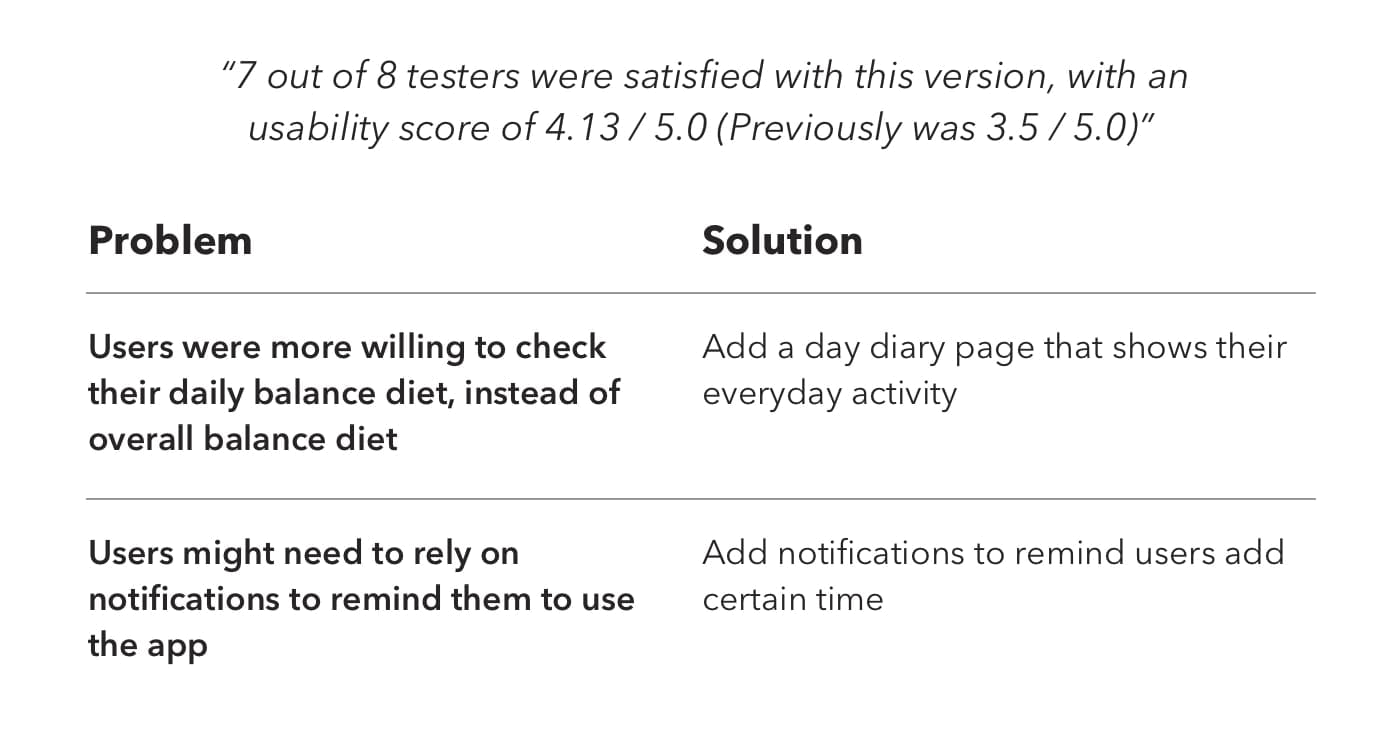 “7 out of 8 testers were satisfied with this version, with an
usability score of 4.13 / 5.0 (Previously was 3.5 / 5.0)”
Problem
Solution
Users were more willing to check
their daily balance diet, instead of
overall balance diet
Add a day diary page that shows their
everyday activity
Users might need to rely on
notifications to remind them to use
the app
Add notifications to remind users add
certain time